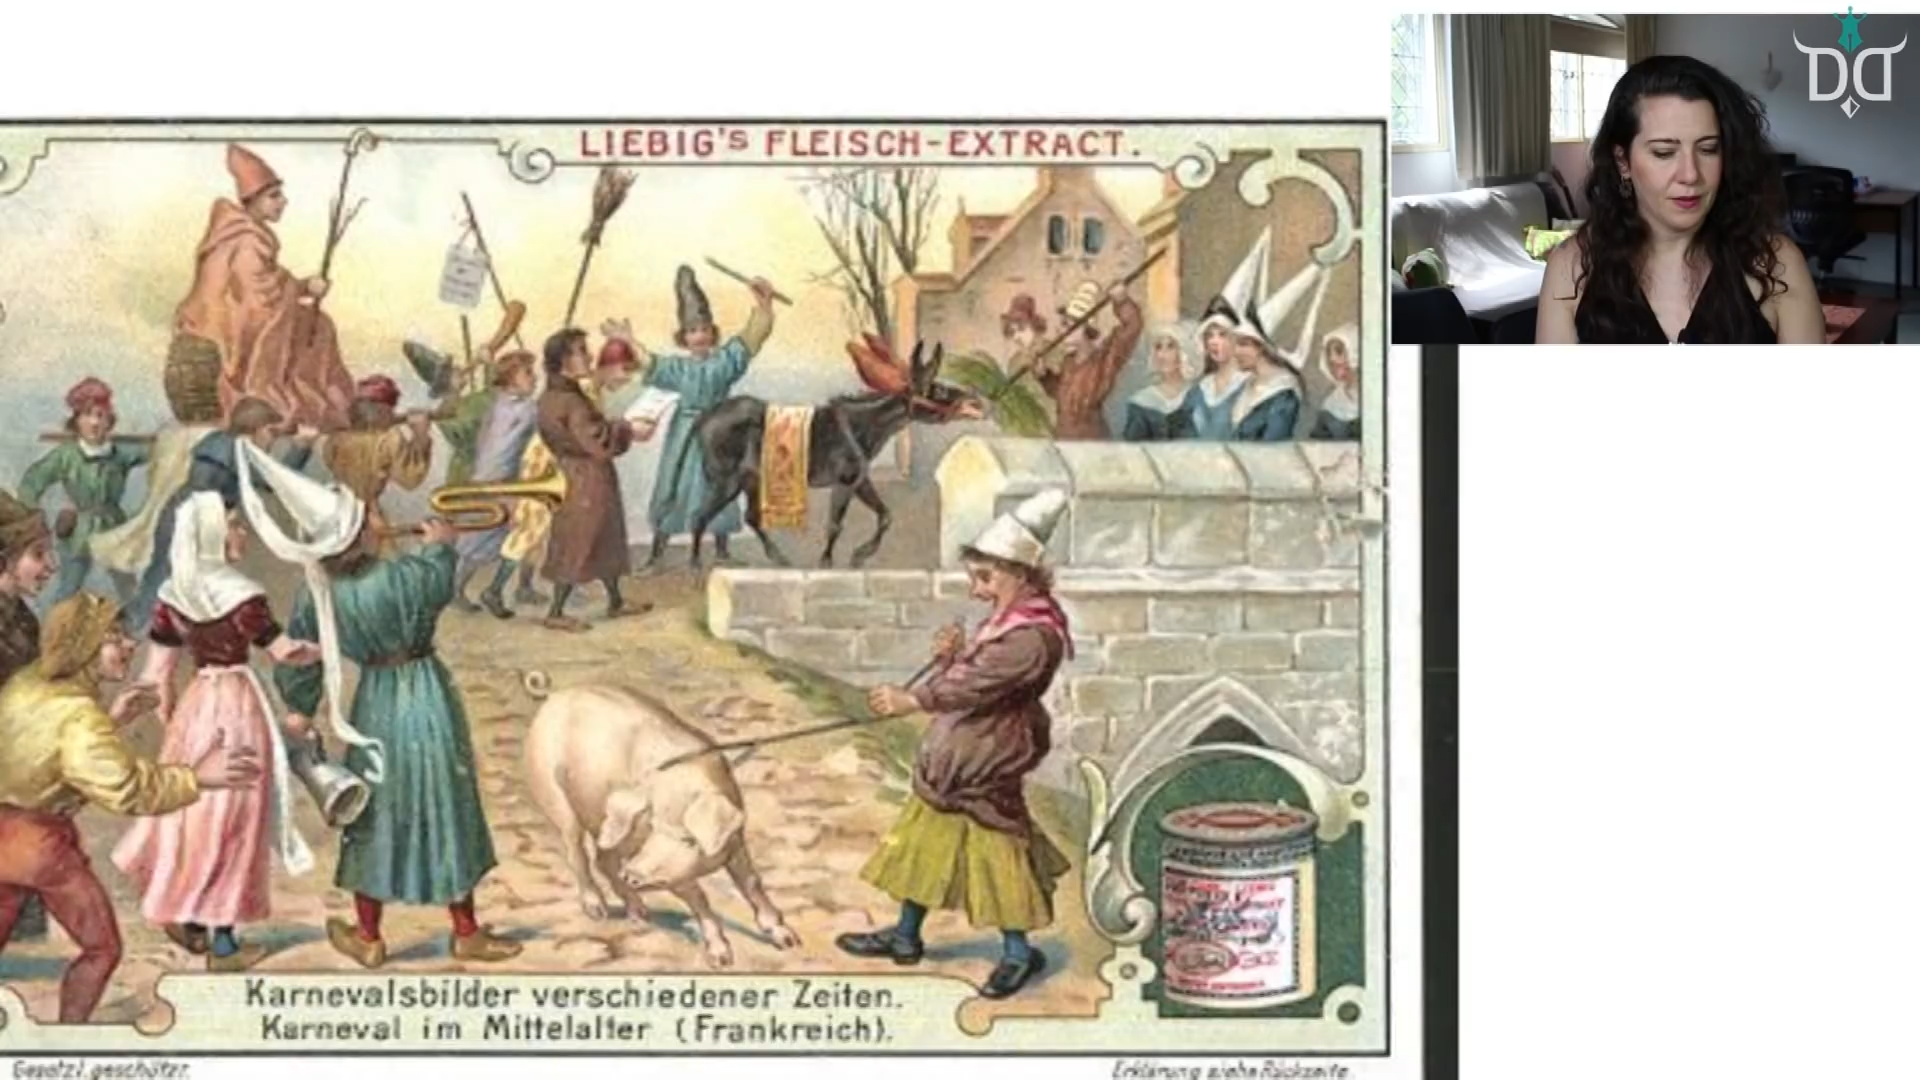 LIEBIG'S FLEISCH-EXTRACT.
Karnevalsbilder verschiedener Zeiten.
Karneval im Mittelalter (Frankreich).
Gesetzl. geschützt.
Erklärung siehe Rückseite.